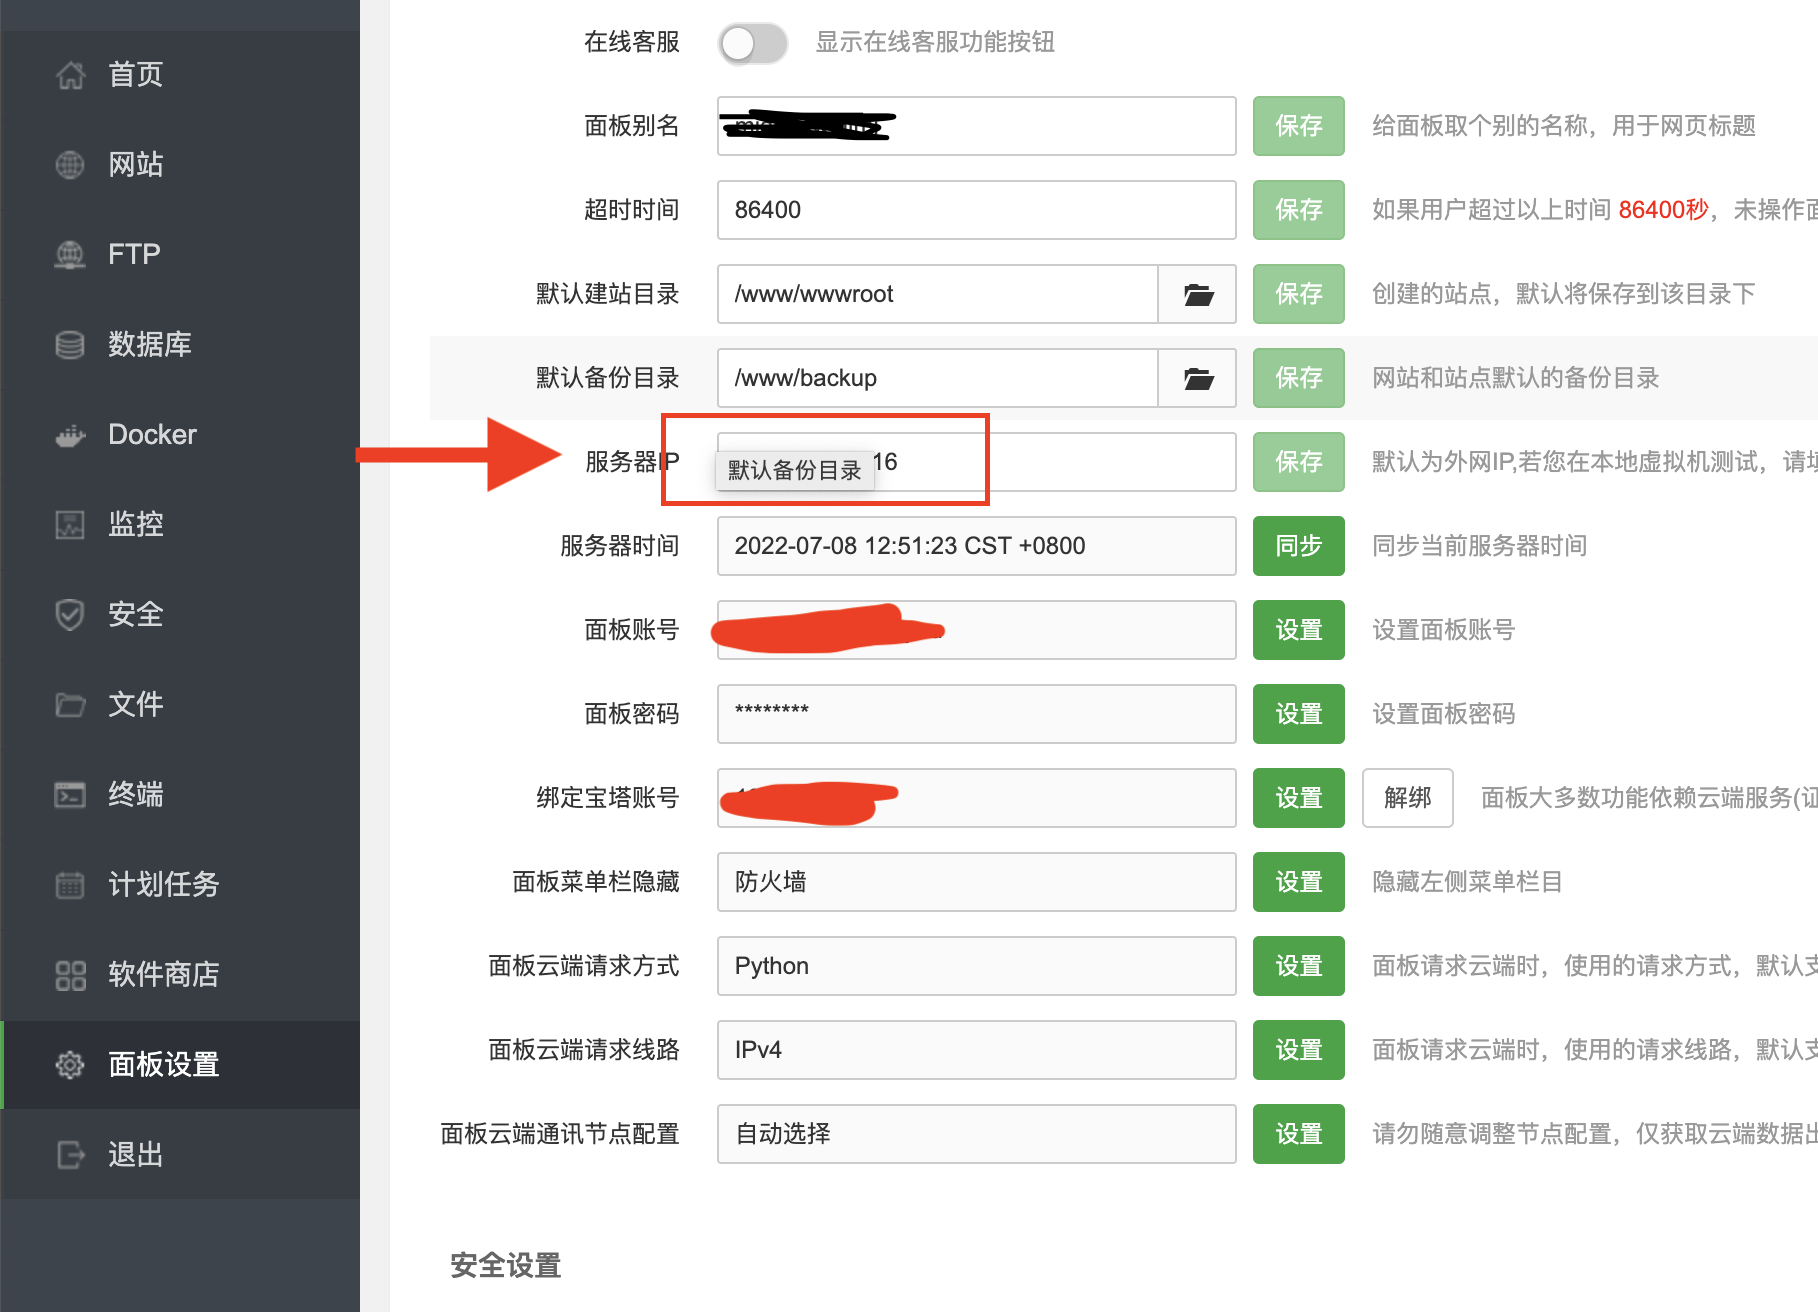 首页
网站
FTP
数据库
Docker
监控
安全
文件
终端
计划任务
软件商店
面板设置
退出
在线客服 显示在线客服功能按钮
面板别名 保存 给面板取个别的名称，用于网页标题
超时时间 86400 保存 如果用户超过以上时间 86400秒，未操作面
默认建站目录 /www/wwwroot 保存 创建的站点，默认将保存到该目录下
默认备份目录 /www/backup 保存 网站和站点默认的备份目录
服务器IP 16 保存 默认为外网IP,若您在本地虚拟机测试，请填
默认备份目录
服务器时间 2022-07-08 12:51:23 CST +0800 同步 同步当前服务器时间
面板账号 设置 设置面板账号
面板密码 ******** 设置 设置面板密码
绑定宝塔账号 设置 解绑 面板大多数功能依赖云端服务(证
面板菜单栏隐藏 防火墙 设置 隐藏左侧菜单栏目
面板云端请求方式 Python 设置 面板请求云端时，使用的请求方式，默认支
面板云端请求线路 IPv4 设置 面板请求云端时，使用的请求线路，默认支
面板云端通讯节点配置 自动选择 设置 请勿随意调整节点配置，仅获取云端数据出
安全设置